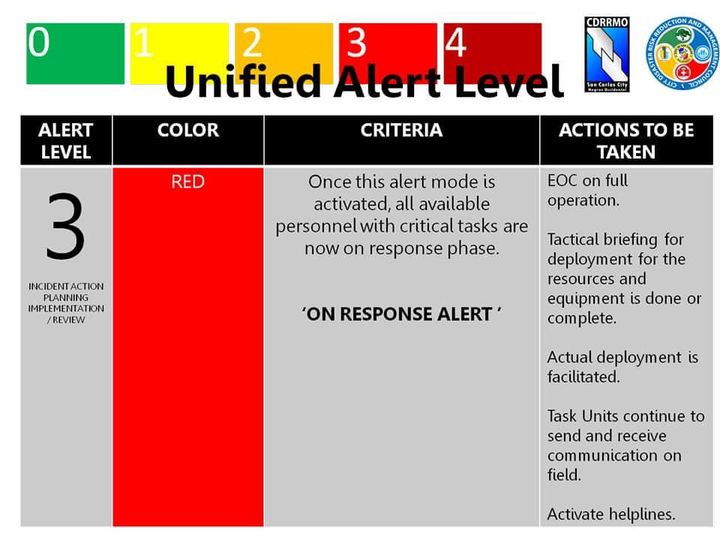 0 1 2 3 4
CDRRMO
San Carlos City
Negros Occidental
CITY DISASTER RISK REDUCTION AND MANAGEMENT COUNCIL
Unified Alert Level
ALERT LEVEL
COLOR
CRITERIA
ACTIONS TO BE TAKEN
3
INCIDENT ACTION
PLANNING
IMPLEMENTATION
/ REVIEW
RED
Once this alert mode is
activated, all available
personnel with critical tasks are
now on response phase.
‘ON RESPONSE ALERT ’
EOC on full
operation.
Tactical briefing for
deployment for the
resources and
equipment is done or
complete.
Actual deployment is
facilitated.
Task Units continue to
send and receive
communication on
field.
Activate helplines.